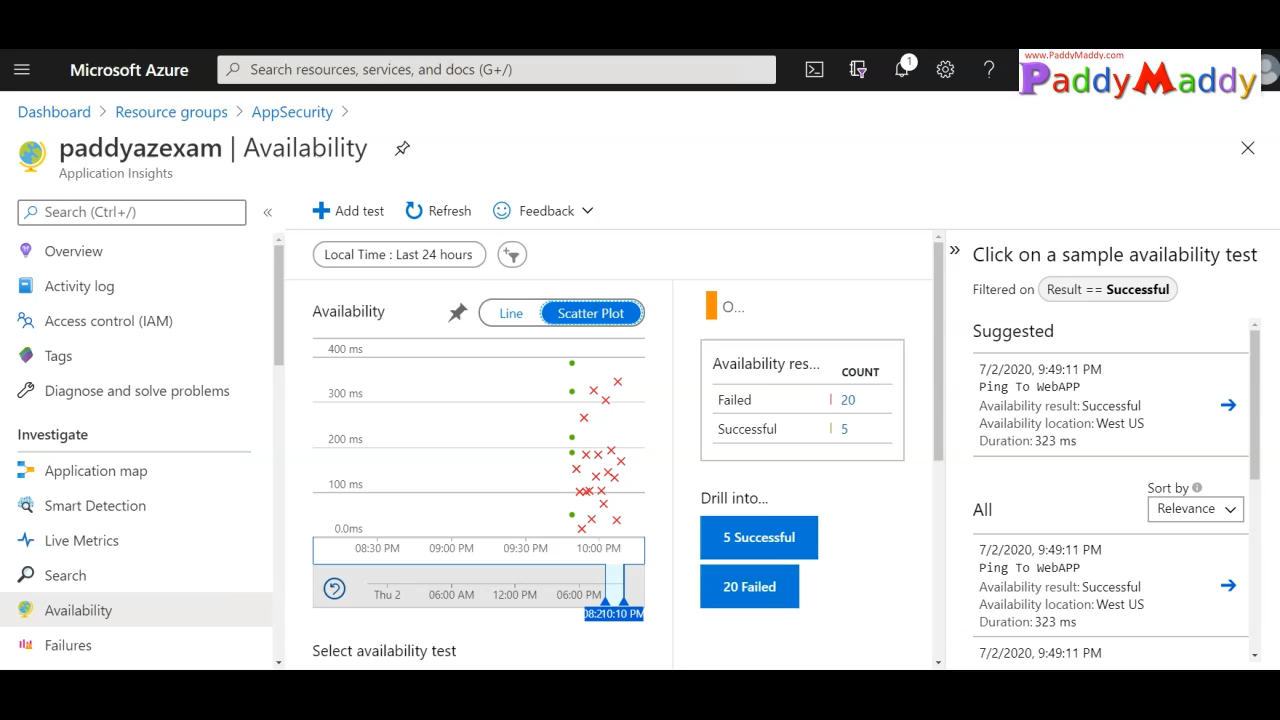 www.PaddyMaddy.com
PaddyMaddy
Microsoft Azure
Search resources, services, and docs (G+/)
1
Dashboard > Resource groups > AppSecurity >
paddyazexam | Availability
Application Insights
Search (Ctrl+/)
Overview
Activity log
Access control (IAM)
Tags
Diagnose and solve problems
Investigate
Application map
Smart Detection
Live Metrics
Search
Availability
Failures
Add test
Refresh
Feedback
Local Time : Last 24 hours
Availability
Line
Scatter Plot
400 ms
300 ms
200 ms
100 ms
0.0ms
08:30 PM 09:00 PM 09:30 PM 10:00 PM
Thu 2 06:00 AM 12:00 PM 06:00 PM
08:2 10:10 PM
Select availability test
O...
Availability res... COUNT
Failed 20
Successful 5
Drill into...
5 Successful
20 Failed
Click on a sample availability test
Filtered on Result == Successful
Suggested
7/2/2020, 9:49:11 PM
Ping To WebAPP
Availability result: Successful
Availability location: West US
Duration: 323 ms
Sort by
All
Relevance
7/2/2020, 9:49:11 PM
Ping To WebAPP
Availability result: Successful
Availability location: West US
Duration: 323 ms
7/2/2020, 9:49:11 PM